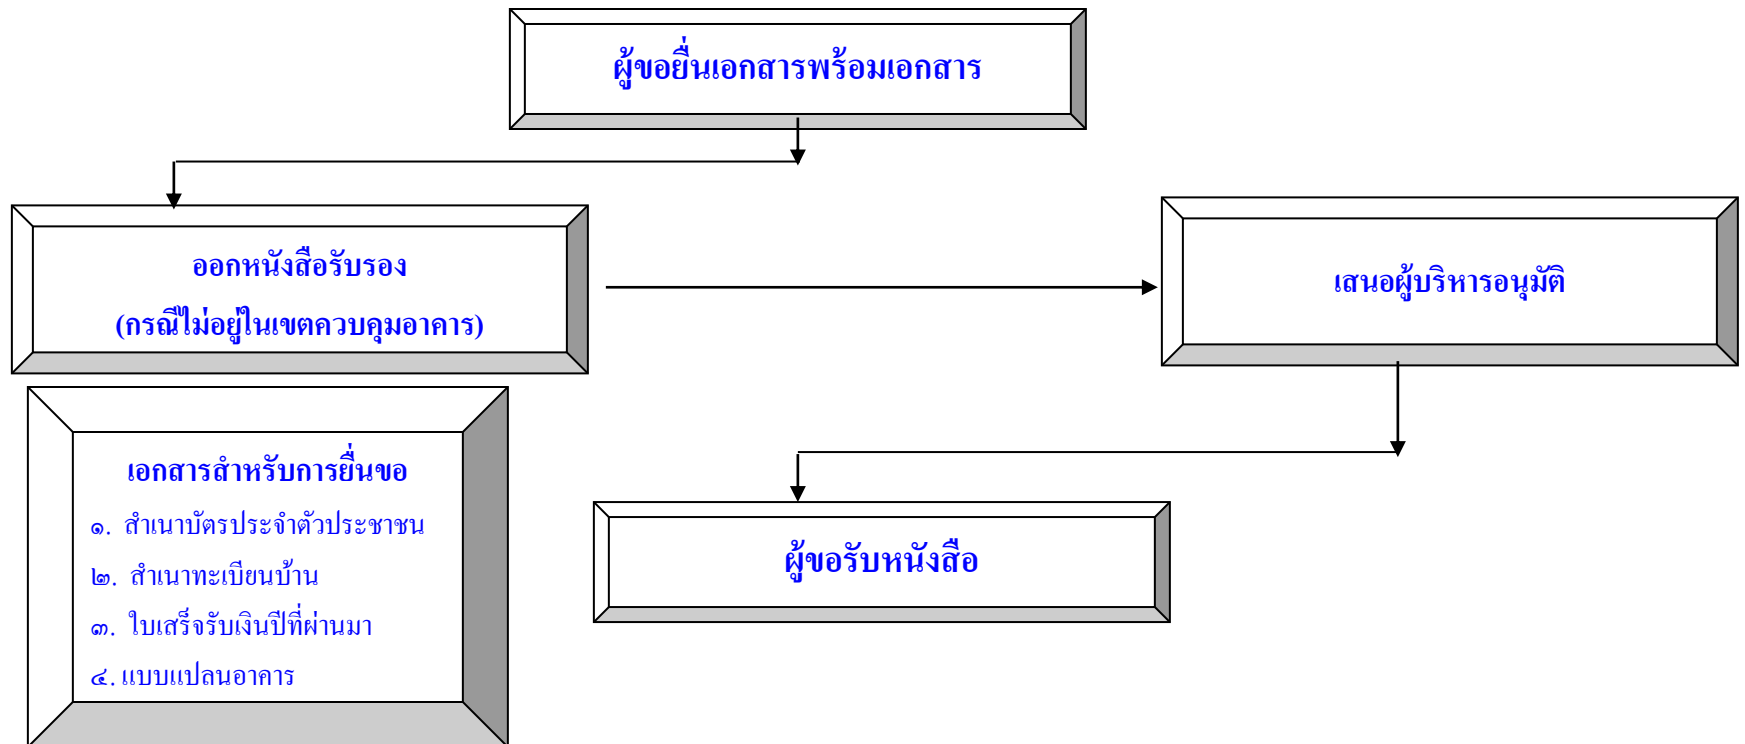 ผู้ขอยื่นเอกสารพร้อมเอกสาร
ออกหนังสือรับรอง
(กรณีไม่อยู่ในเขตควบคุมอาคาร)
เสนอผู้บริหารอนุมัติ
เอกสารสำหรับการยื่นขอ
๑. สำเนาบัตรประจำตัวประชาชน
๒. สำเนาทะเบียนบ้าน
๓. ใบเสร็จรับเงินปีที่ผ่านมา
๔. แบบแปลนอาคาร
ผู้ขอรับหนังสือ